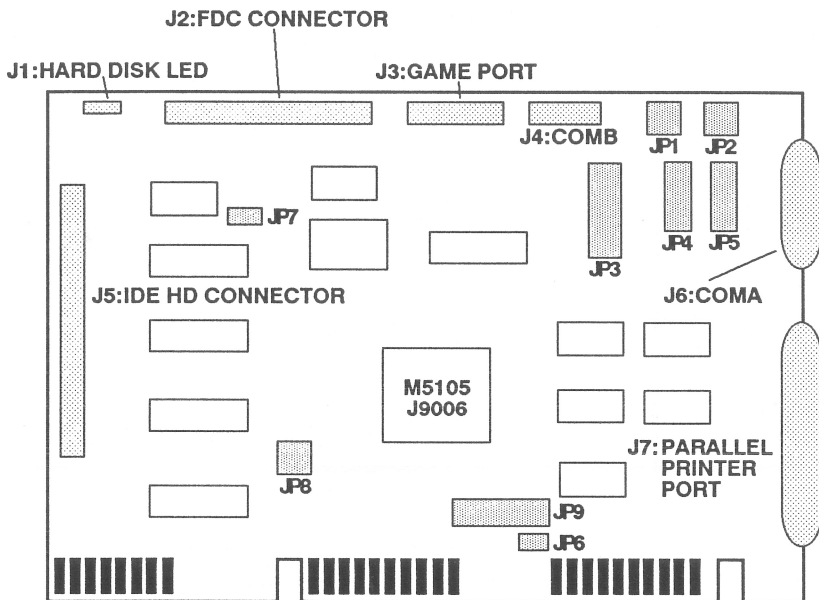 J2:FDC CONNECTOR
J1:HARD DISK LED
J3:GAME PORT
J4:COMB
JP1
JP2
JP7
JP3
JP4
JP5
J5:IDE HD CONNECTOR
J6:COMA
M5105
J9006
J7:PARALLEL
PRINTER
PORT
JP8
JP9
JP6